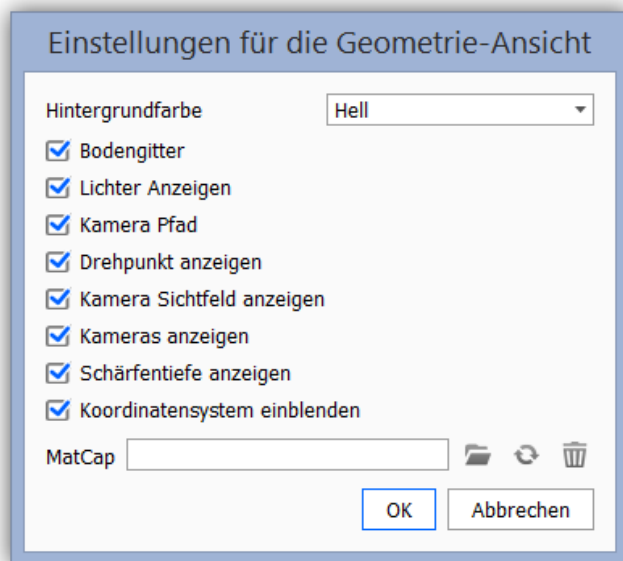 Einstellungen für die Geometrie-Ansicht
Hintergrundfarbe Hell
Bodengitter
Lichter Anzeigen
Kamera Pfad
Drehpunkt anzeigen
Kamera Sichtfeld anzeigen
Kameras anzeigen
Schärfentiefe anzeigen
Koordinatensystem einblenden
MatCap
OK Abbrechen